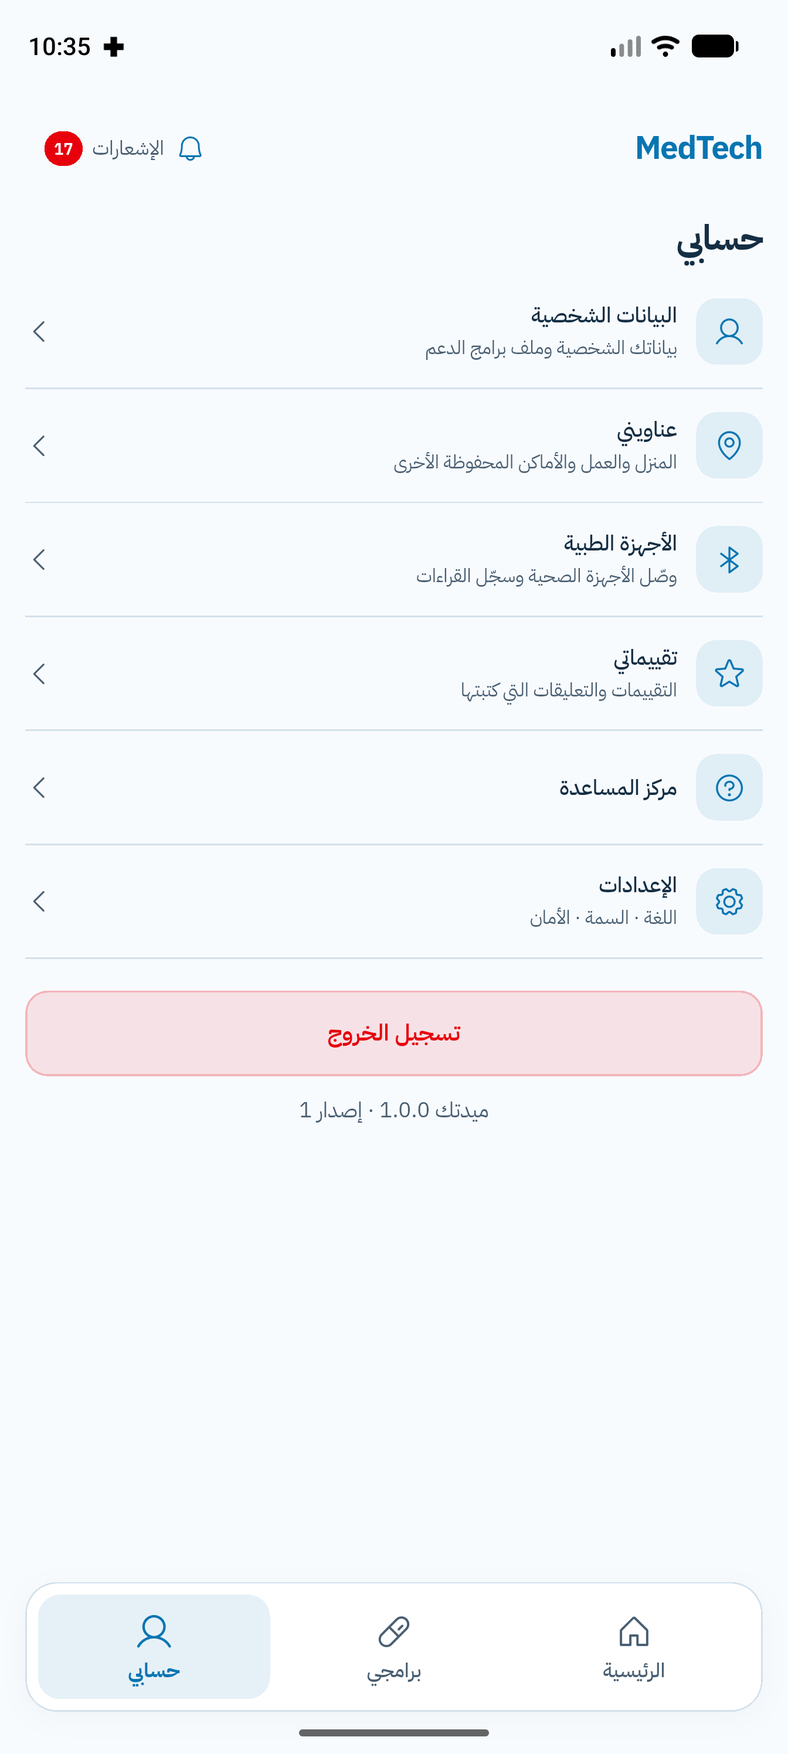 10:35
MedTech
الإشعارات 17
حسابي
البيانات الشخصية
بياناتك الشخصية وملف برامج الدعم
عناويني
المنزل والعمل والأماكن المحفوظة الأخرى
الأجهزة الطبية
وصّل الأجهزة الصحية وسجّل القراءات
تقييماتي
التقييمات والتعليقات التي كتبتها
مركز المساعدة
الإعدادات
اللغة · السمة · الأمان
تسجيل الخروج
ميدتك 1.0.0 · إصدار 1
الرئيسية
برامجي
حسابي